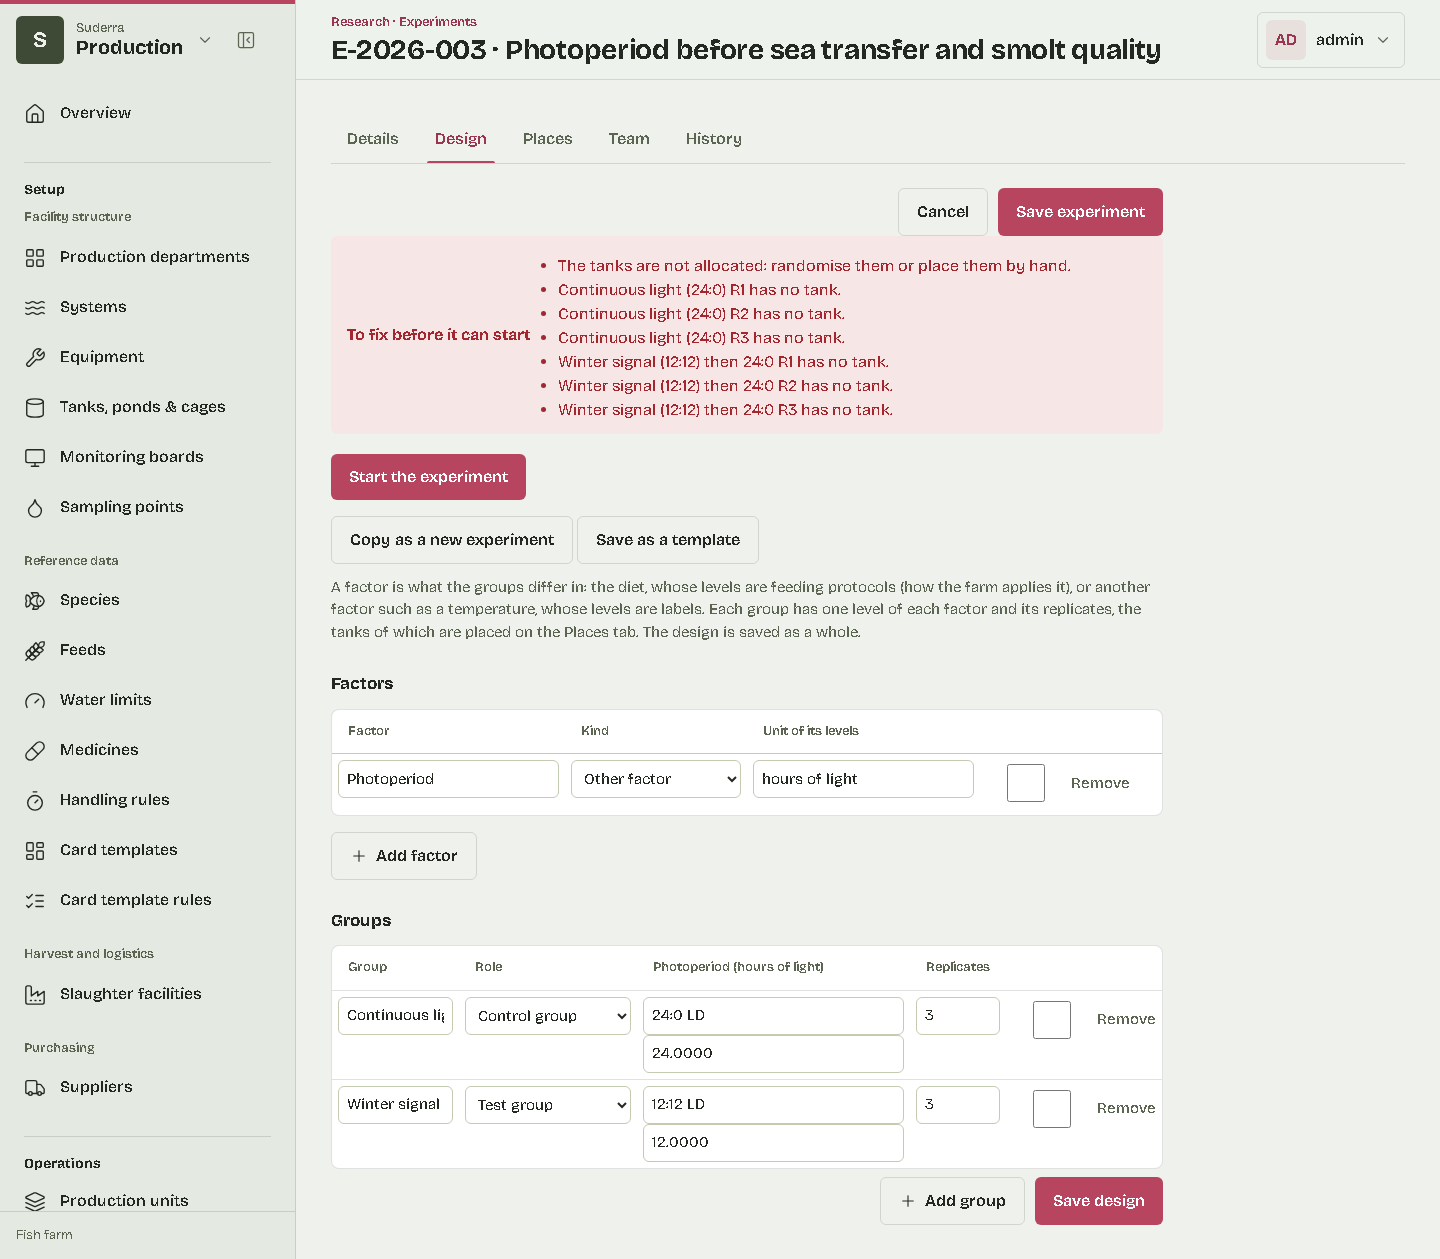 S
Suderra
Production
Overview
Setup
Facility structure
Production departments
Systems
Equipment
Tanks, ponds & cages
Monitoring boards
Sampling points
Reference data
Species
Feeds
Water limits
Medicines
Handling rules
Card templates
Card template rules
Harvest and logistics
Slaughter facilities
Purchasing
Suppliers
Operations
Production units
Fish farm
Research · Experiments
E-2026-003 · Photoperiod before sea transfer and smolt quality
AD admin
Details Design Places Team History
Cancel Save experiment
To fix before it can start
• The tanks are not allocated: randomise them or place them by hand.
• Continuous light (24:0) R1 has no tank.
• Continuous light (24:0) R2 has no tank.
• Continuous light (24:0) R3 has no tank.
• Winter signal (12:12) then 24:0 R1 has no tank.
• Winter signal (12:12) then 24:0 R2 has no tank.
• Winter signal (12:12) then 24:0 R3 has no tank.
Start the experiment
Copy as a new experiment Save as a template
A factor is what the groups differ in: the diet, whose levels are feeding protocols (how the farm applies it), or another
factor such as a temperature, whose levels are labels. Each group has one level of each factor and its replicates, the
tanks of which are placed on the Places tab. The design is saved as a whole.
Factors
Factor Kind Unit of its levels
Photoperiod Other factor hours of light Remove
+ Add factor
Groups
Group Role Photoperiod (hours of light) Replicates
Continuous lig Control group 24:0 LD 3 Remove
24.0000
Winter signal Test group 12:12 LD 3 Remove
12.0000
+ Add group Save design